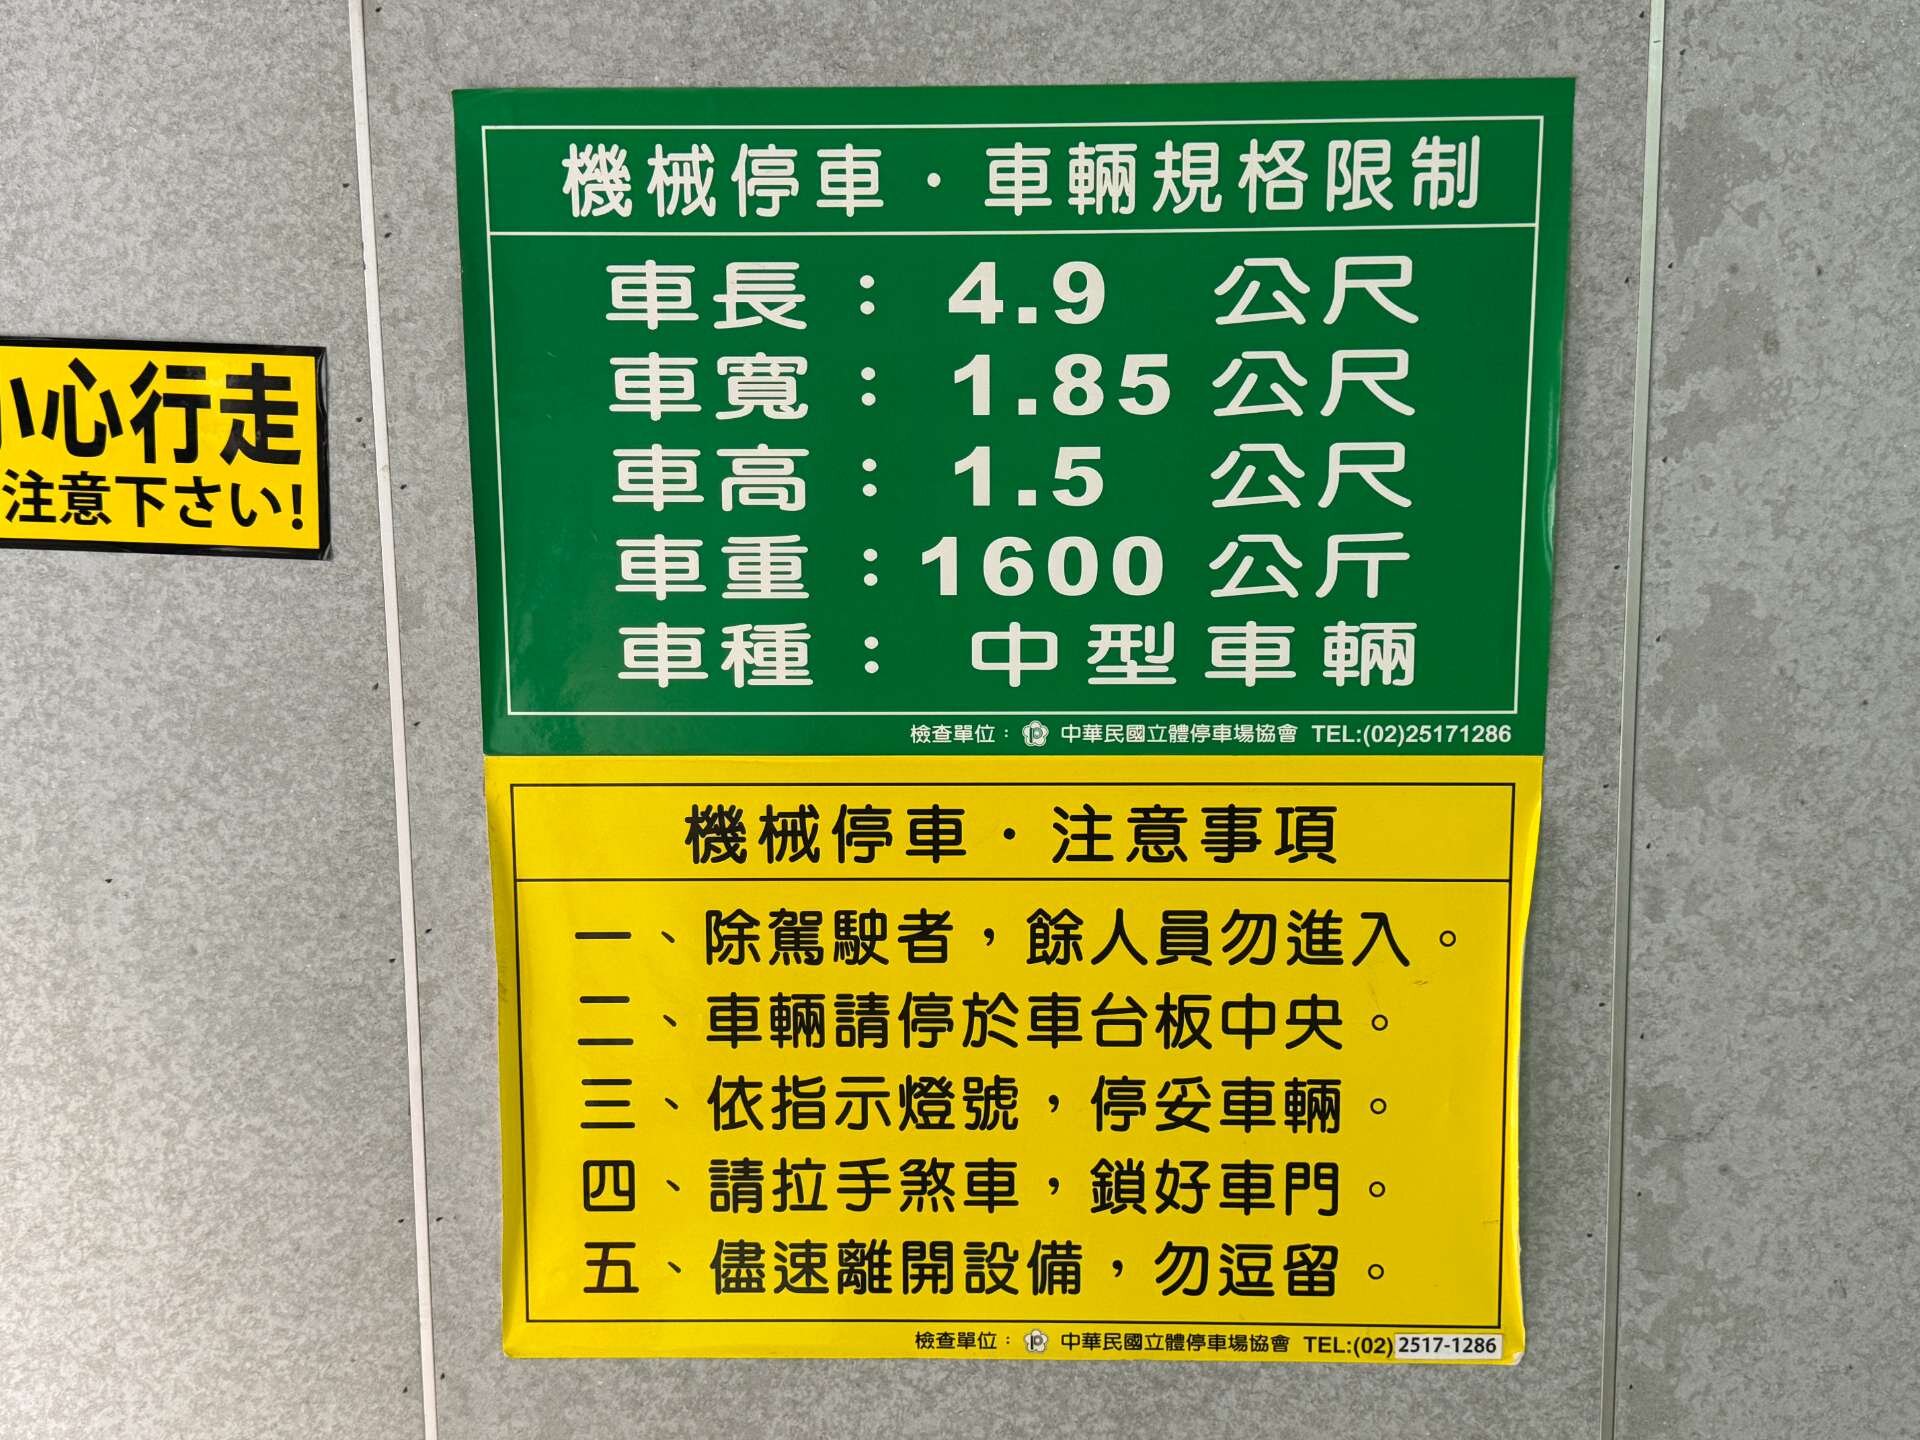 機械停車・車輛規格限制
車長：4.9 公尺
車寬：1.85 公尺
車高：1.5 公尺
車重：1600 公斤
車種：中型車輛
檢查單位： 中華民國立體停車場協會 TEL:(02)25171286
小心行走
注意下さい!
機械停車・注意事項
一、除駕駛者，餘人員勿進入。
二、車輛請停於車台板中央。
三、依指示燈號，停妥車輛。
四、請拉手煞車，鎖好車門。
五、儘速離開設備，勿逗留。
檢查單位： 中華民國立體停車場協會 TEL:(02)2517-1286